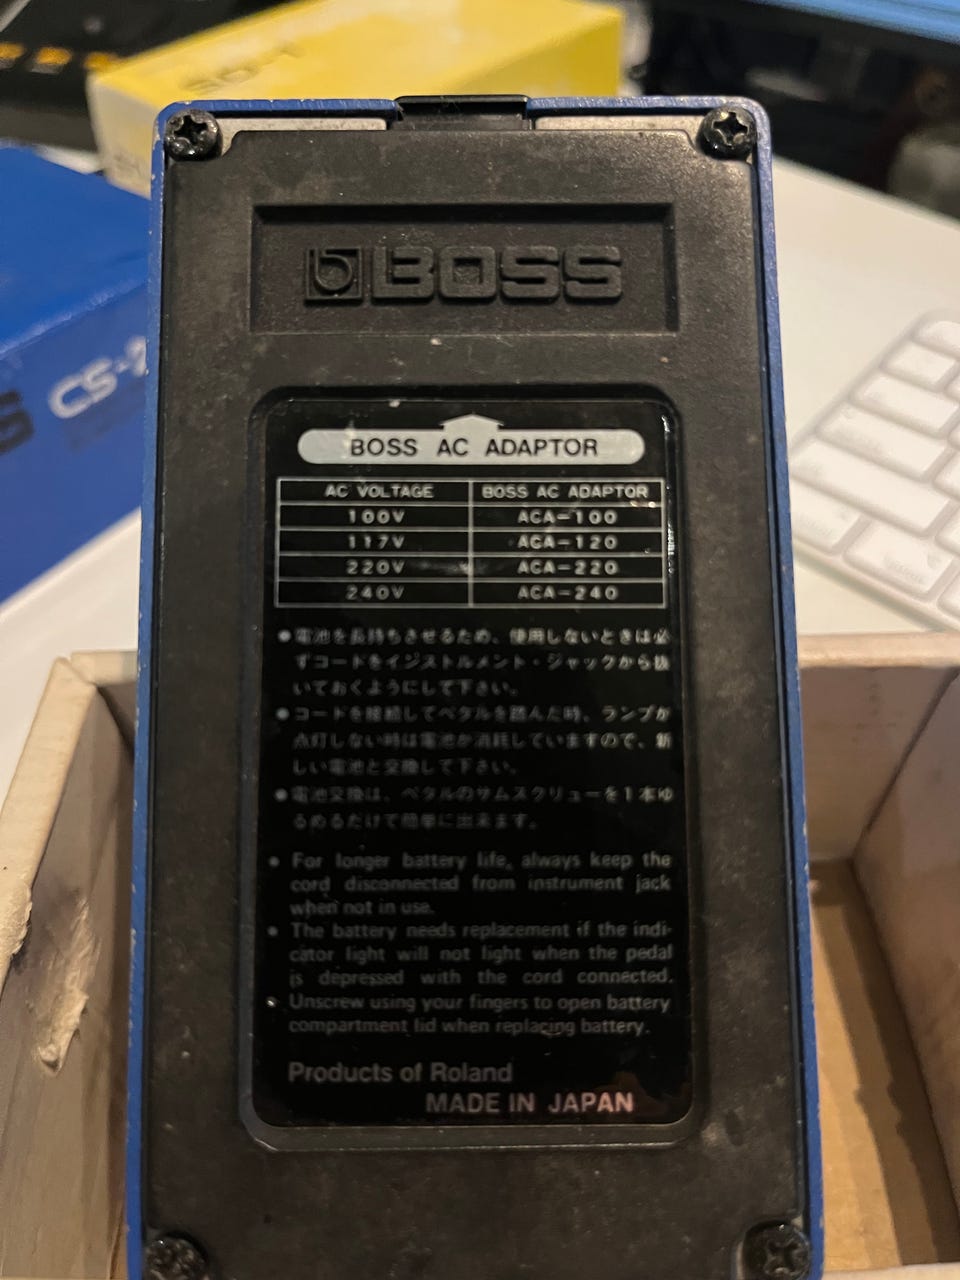 SD-1
CS-2
BOSS
BOSS AC ADAPTOR
AC VOLTAGE BOSS AC ADAPTOR
100V ACA-100
117V ACA-120
220V ACA-220
240V ACA-240
●電池を長持ちさせるため、使用しないときは必
ずコードをインストルメント・ジャックから抜
いておくようにして下さい。
●コードを接続してペダルを踏んだ時、ランプが
点灯しない時は電池が消耗していますので、新
しい電池と交換して下さい。
●電池交換は、ペダルのサムスクリューを1本ゆ
るめるだけで簡単に出来ます。
• For longer battery life, always keep the
cord disconnected from instrument jack
when not in use.
• The battery needs replacement if the indi-
cator light will not light when the pedal
is depressed with the cord connected.
• Unscrew using your fingers to open battery
compartment lid when replacing battery.
Products of Roland
MADE IN JAPAN